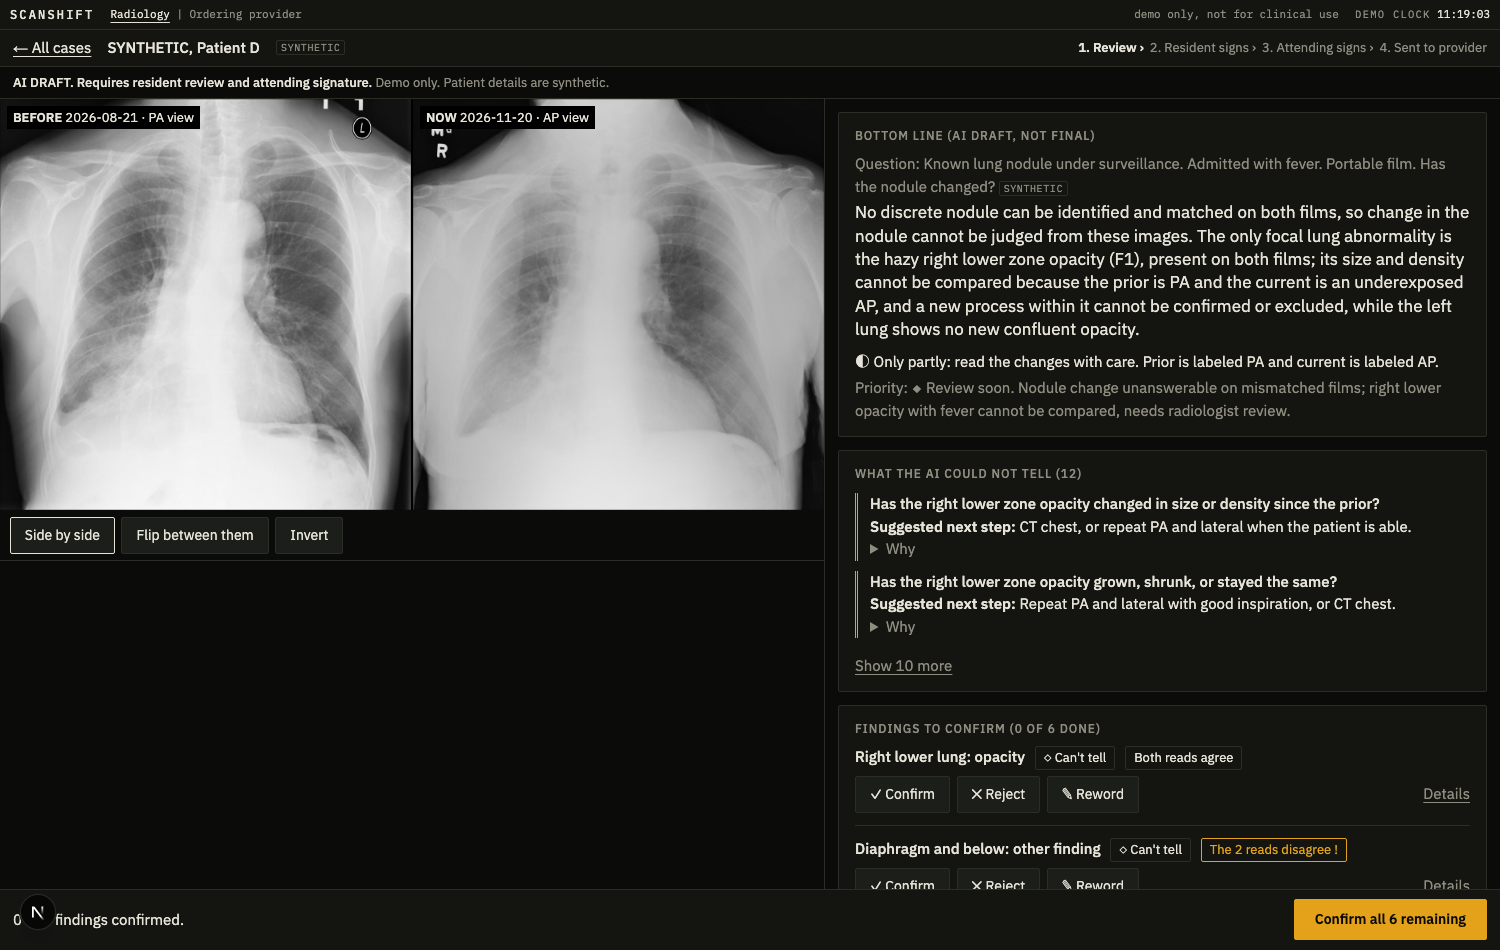 SCANSHIFT Radiology | Ordering provider demo only, not for clinical use DEMO CLOCK 11:19:03
← All cases SYNTHETIC, Patient D SYNTHETIC 1. Review › 2. Resident signs › 3. Attending signs › 4. Sent to provider
AI DRAFT. Requires resident review and attending signature. Demo only. Patient details are synthetic.
BEFORE 2026-08-21 · PA view
L
NOW 2026-11-20 · AP view
R
Side by side Flip between them Invert
BOTTOM LINE (AI DRAFT, NOT FINAL)
Question: Known lung nodule under surveillance. Admitted with fever. Portable film. Has
the nodule changed? SYNTHETIC
No discrete nodule can be identified and matched on both films, so change in the
nodule cannot be judged from these images. The only focal lung abnormality is
the hazy right lower zone opacity (F1), present on both films; its size and density
cannot be compared because the prior is PA and the current is an underexposed
AP, and a new process within it cannot be confirmed or excluded, while the left
lung shows no new confluent opacity.
Only partly: read the changes with care. Prior is labeled PA and current is labeled AP.
Priority: ◆ Review soon. Nodule change unanswerable on mismatched films; right lower
opacity with fever cannot be compared, needs radiologist review.
WHAT THE AI COULD NOT TELL (12)
Has the right lower zone opacity changed in size or density since the prior?
Suggested next step: CT chest, or repeat PA and lateral when the patient is able.
▶ Why
Has the right lower zone opacity grown, shrunk, or stayed the same?
Suggested next step: Repeat PA and lateral with good inspiration, or CT chest.
▶ Why
Show 10 more
FINDINGS TO CONFIRM (0 OF 6 DONE)
Right lower lung: opacity ◇ Can't tell Both reads agree
✓ Confirm ✕ Reject ✎ Reword Details
Diaphragm and below: other finding ◇ Can't tell The 2 reads disagree !
✓ Confirm ✕ Reject ✎ Reword Details
0 N findings confirmed. Confirm all 6 remaining